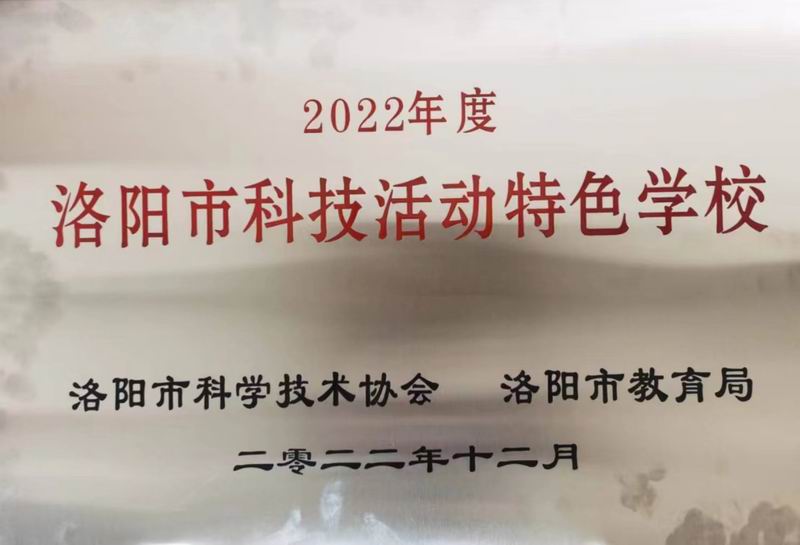 2022年度
洛阳市科技活动特色学校
洛阳市科学技术协会 洛阳市教育局
二零二二年十二月